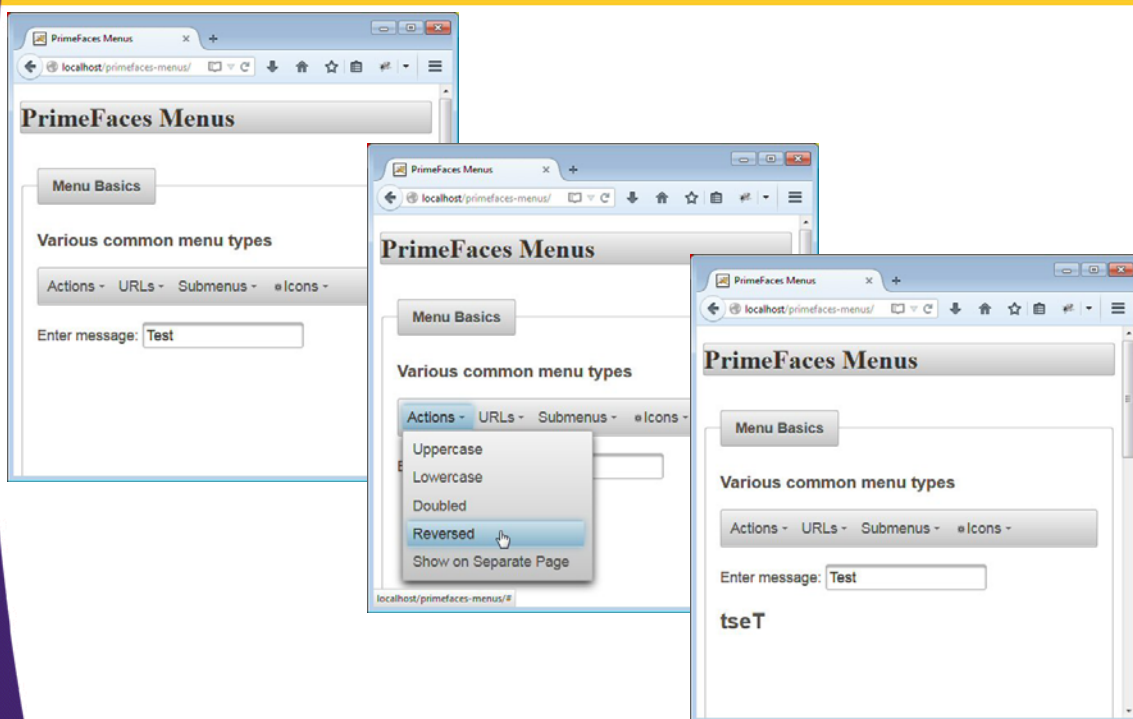 PrimeFaces Menus
localhost/primefaces-menus/
PrimeFaces Menus
Menu Basics
Various common menu types
Actions URLs Submenus Icons
Enter message: Test
PrimeFaces Menus
localhost/primefaces-menus/
PrimeFaces Menus
Menu Basics
Various common menu types
Actions URLs Submenus Icons
E
Uppercase
Lowercase
Doubled
Reversed
Show on Separate Page
localhost/primefaces-menus/#
PrimeFaces Menus
localhost/primefaces-menus/
PrimeFaces Menus
Menu Basics
Various common menu types
Actions URLs Submenus Icons
Enter message: Test
tseT